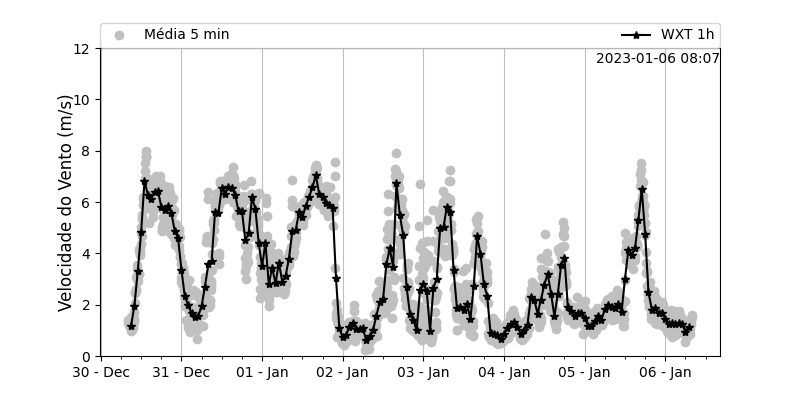 Média 5 min
WXT 1h
2023-01-06 08:07
Velocidade do Vento (m/s)
12
10
8
6
4
2
0
30 - Dec
31 - Dec
01 - Jan
02 - Jan
03 - Jan
04 - Jan
05 - Jan
06 - Jan